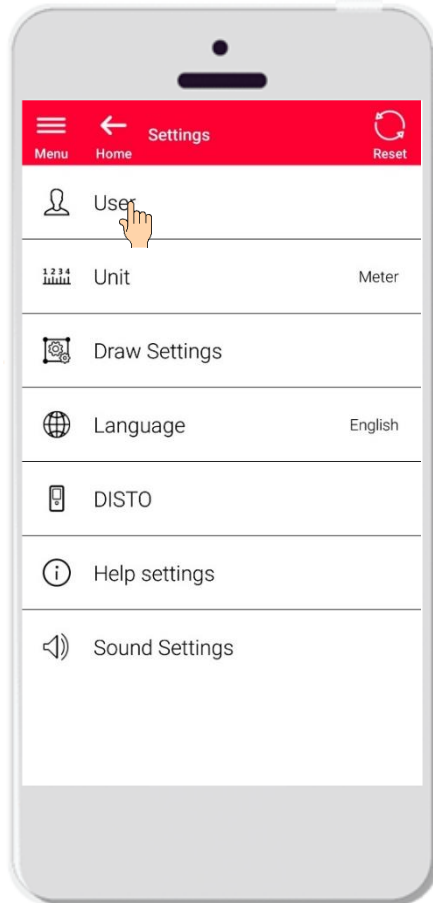 Settings
Menu Home Reset
User
1 2 3 4
Unit Meter
Draw Settings
Language English
DISTO
Help settings
Sound Settings